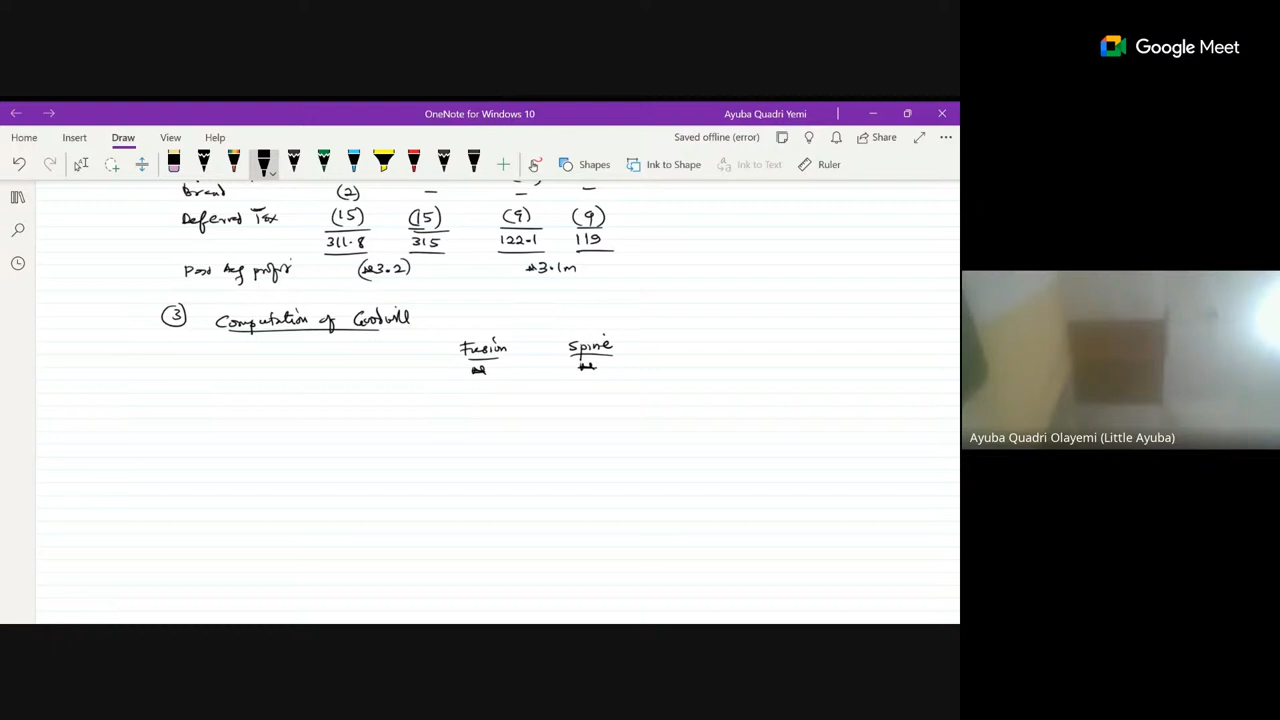 Google Meet
OneNote for Windows 10
Ayuba Quadri Yemi
Home Insert Draw View Help
Saved offline (error)
Share
Shapes
Ink to Shape
Ink to Text
Ruler
Brand (2) – – –
Deferred Tax (15) (15) (9) (9)
311.8 315 122.1 119
Post Acq profit (₦3.2) ₦3.1m
③ Computation of Goodwill
Fusion Spine
₦ ₦
Ayuba Quadri Olayemi (Little Ayuba)